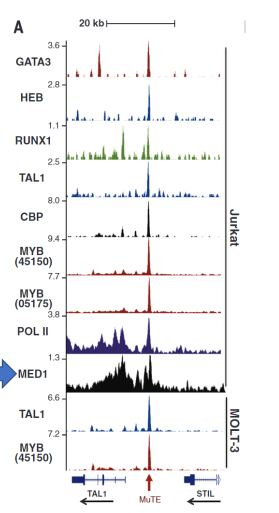 A
20 kb
3.6
GATA3
2.8
HEB
1.1
RUNX1
2.5
TAL1
8.0
CBP
9.4
MYB
(45150)
7.7
MYB
(05175)
3.8
POL II
1.3
MED1
6.6
TAL1
7.2
MYB
(45150)
Jurkat
MOLT-3
TAL1
MuTE
STIL